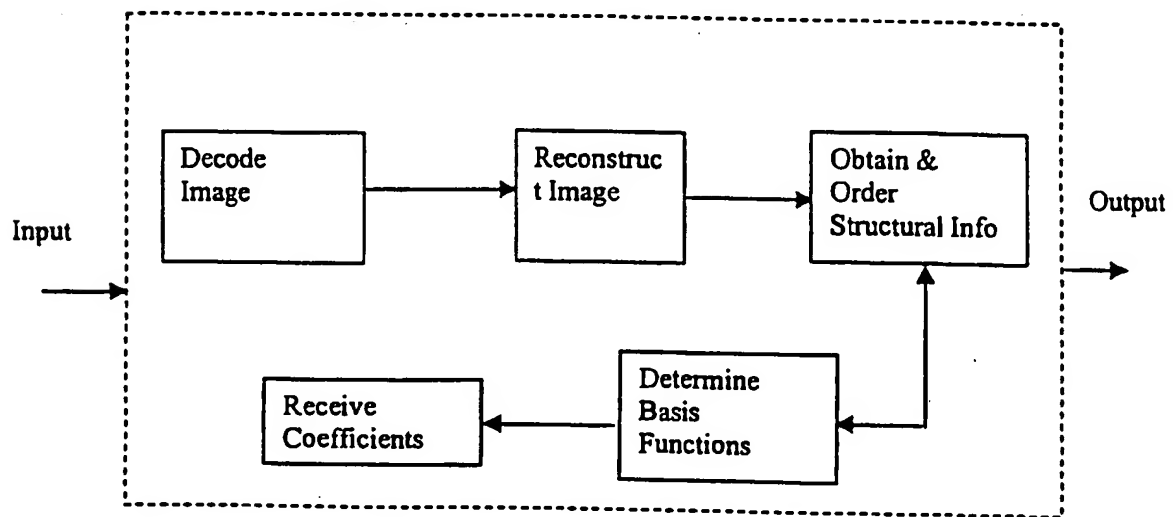 Input
Decode
Image
Reconstruc
t Image
Obtain &
Order
Structural Info
Output
Receive
Coefficients
Determine
Basis
Functions